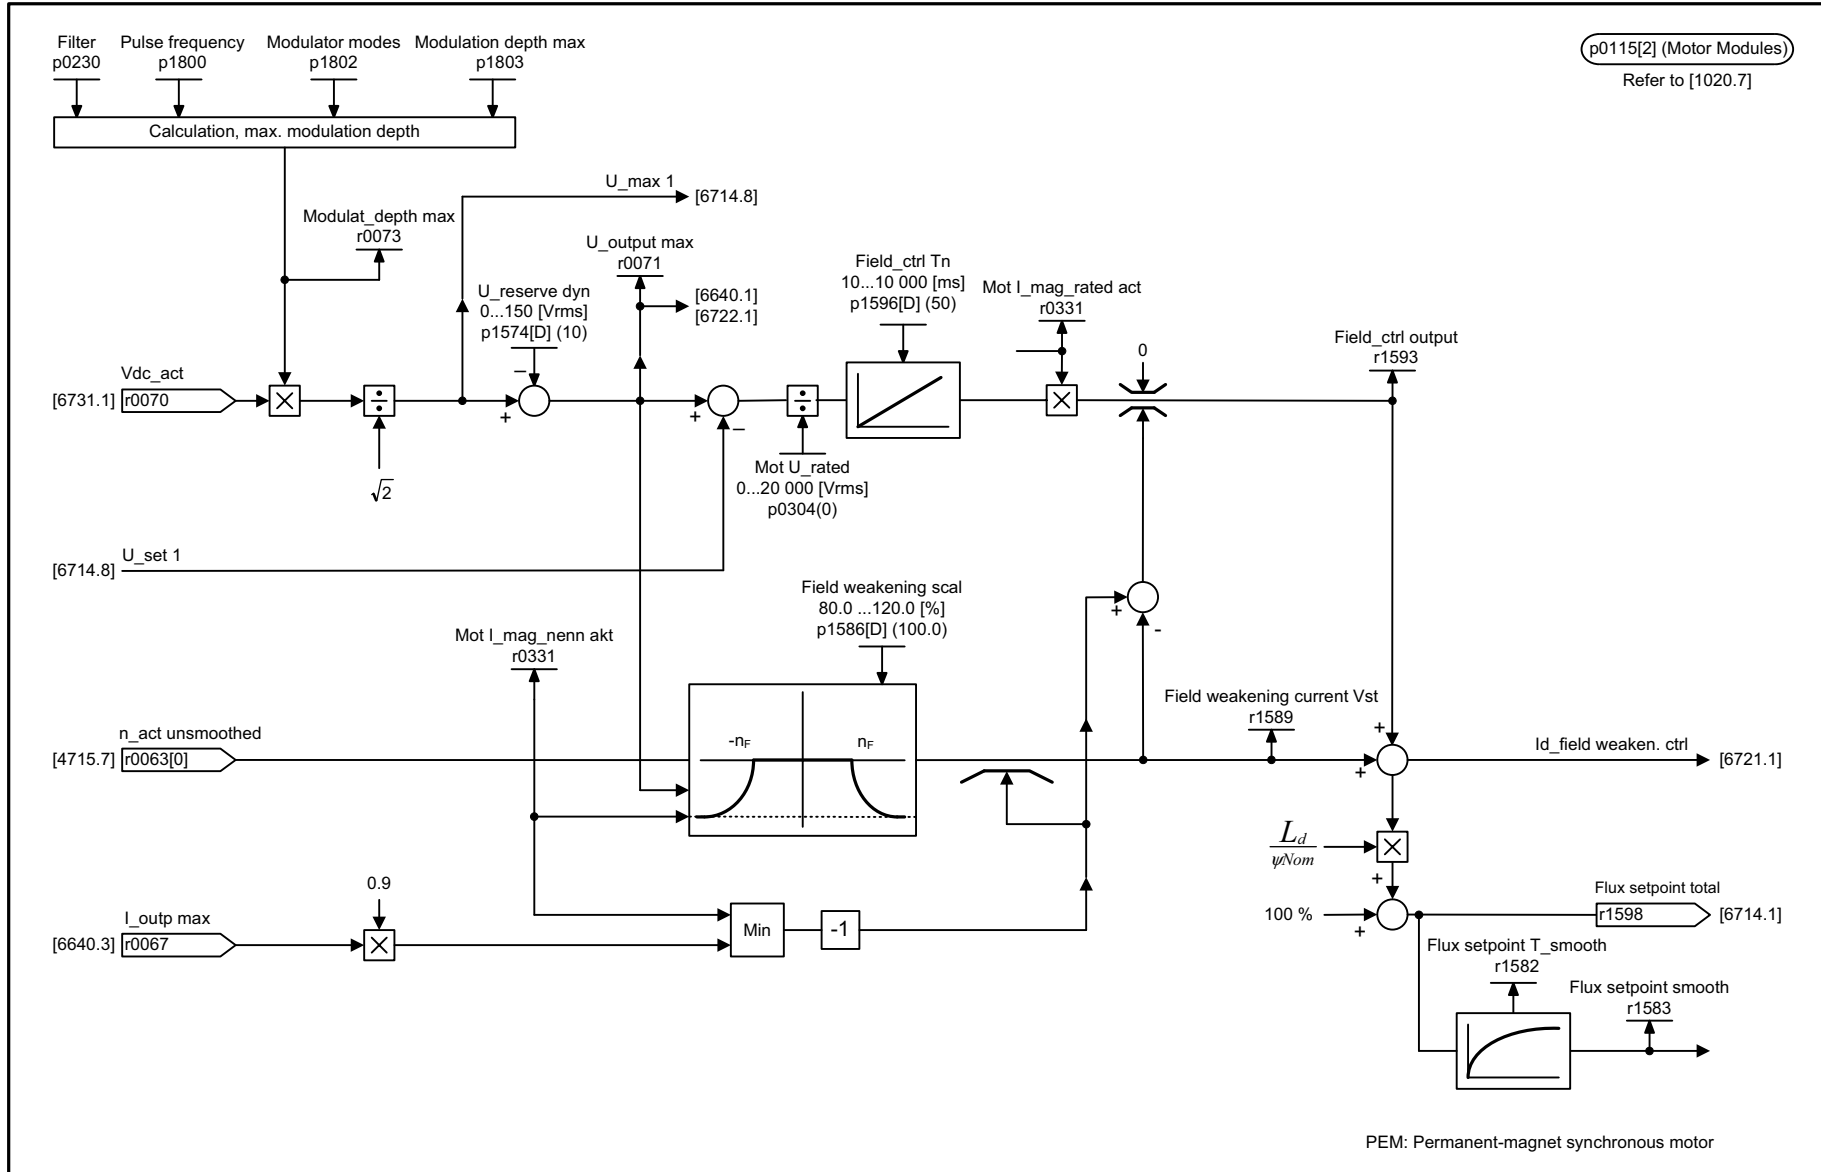 Filter
p0230
Pulse frequency
p1800
Modulator modes
p1802
Modulation depth max
p1803
p0115[2] (Motor Modules)
Refer to [1020.7]
Calculation, max. modulation depth
U_max 1
[6714.8]
Modulat_depth max
r0073
U_output max
r0071
[6640.1]
[6722.1]
U_reserve dyn
0...150 [Vrms]
p1574[D] (10)
Field_ctrl Tn
10...10 000 [ms]
p1596[D] (50)
Mot I_mag_rated act
r0331
0
Field_ctrl output
r1593
Vdc_act
[6731.1]
r0070
×
÷
–
+
+
–
÷
×
√2
Mot U_rated
0...20 000 [Vrms]
p0304(0)
U_set 1
[6714.8]
Field weakening scal
80.0 ...120.0 [%]
p1586[D] (100.0)
+
-
Mot I_mag_nenn akt
r0331
Field weakening current Vst
r1589
n_act unsmoothed
[4715.7]
r0063[0]
-nF
nF
+
+
Id_field weaken. ctrl
[6721.1]
Ld
ψNom
×
+
0.9
I_outp max
[6640.3]
r0067
×
Min
-1
100 %
+
Flux setpoint total
r1598
[6714.1]
Flux setpoint T_smooth
r1582
Flux setpoint smooth
r1583
PEM: Permanent-magnet synchronous motor